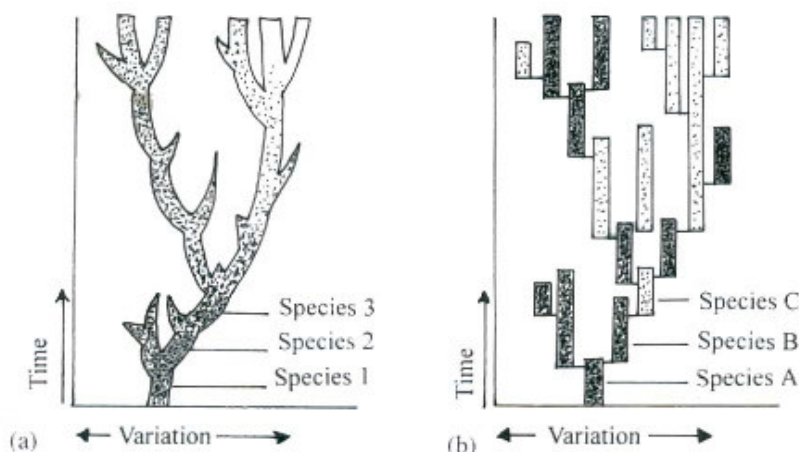 Species 3
Species 2
Species 1
Time
(a)
Variation
Species C
Species B
Species A
Time
(b)
Variation